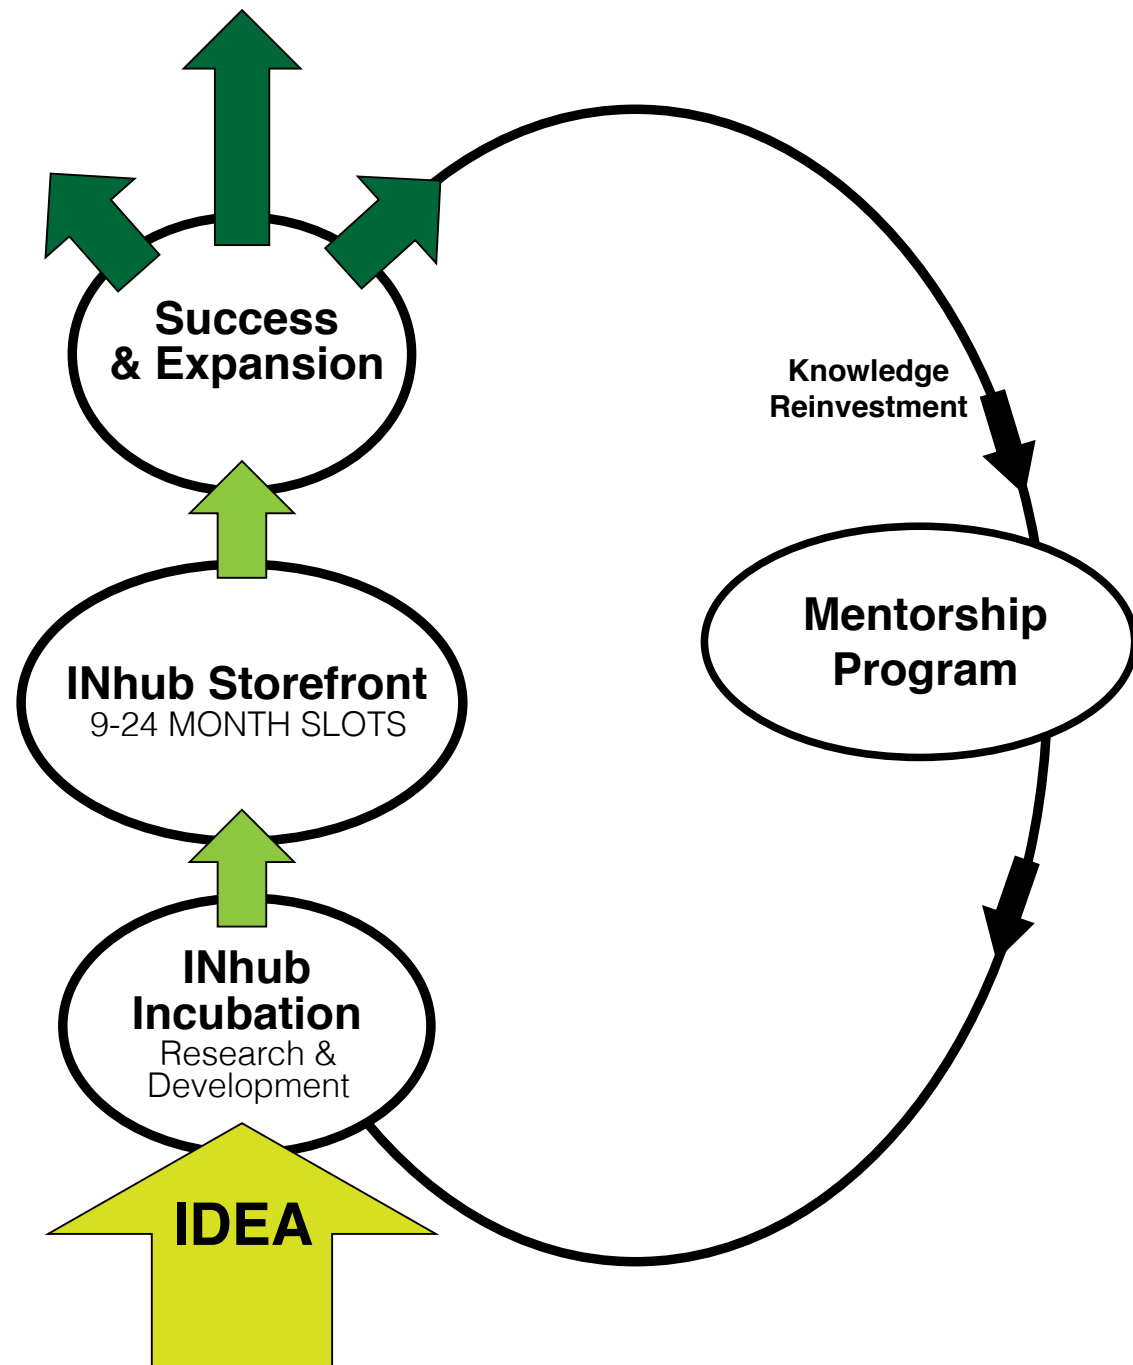 Success
& Expansion
Knowledge
Reinvestment
Mentorship
Program
INhub Storefront
9-24 MONTH SLOTS
INhub
Incubation
Research &
Development
IDEA